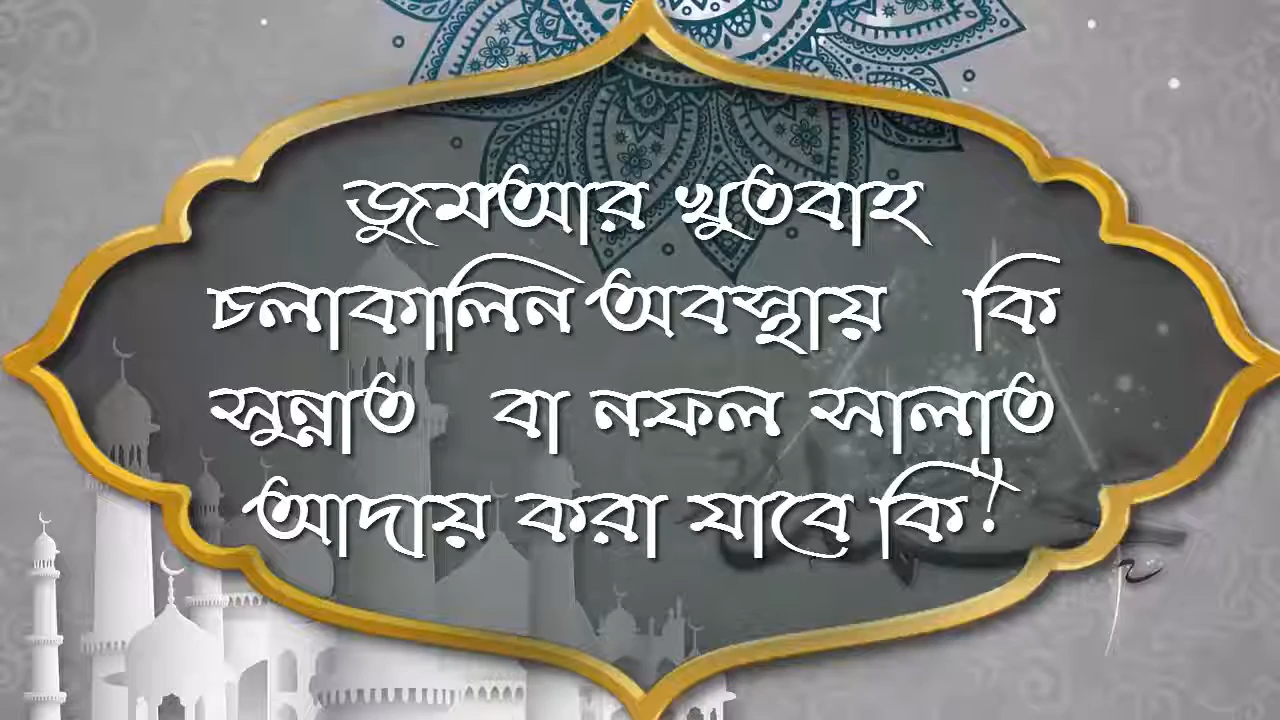 জুমআর খুতবাহ
চলাকালিন অবস্থায় কি
সুন্নাত বা নফল সালাত
আদায় করা যাবে কি?